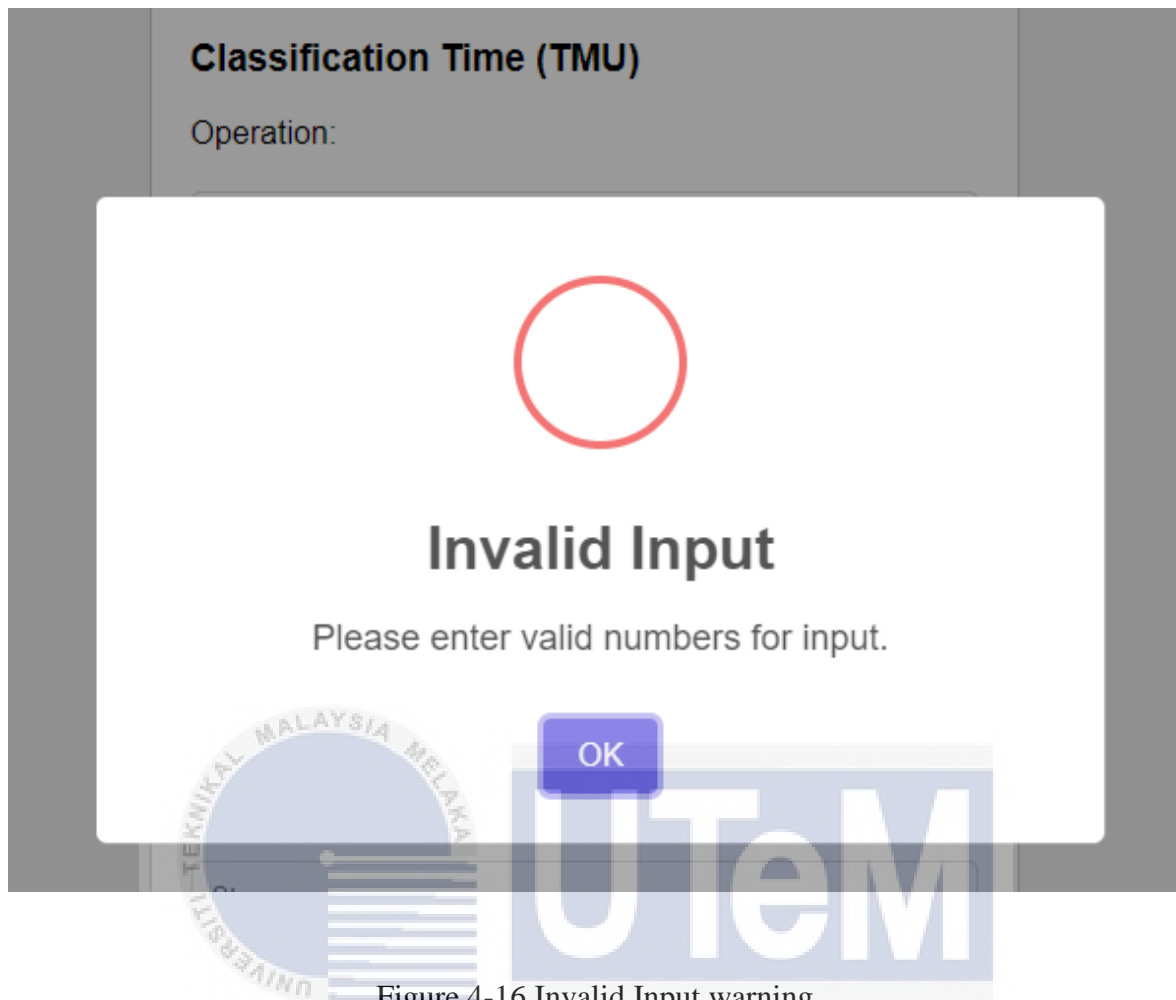 Classification Time (TMU)
Operation:
Invalid Input
Please enter valid numbers for input.
OK
UNIVERSITI TEKNIKAL MALAYSIA MELAKA
UTeM
Figure 4-16 Invalid Input warning